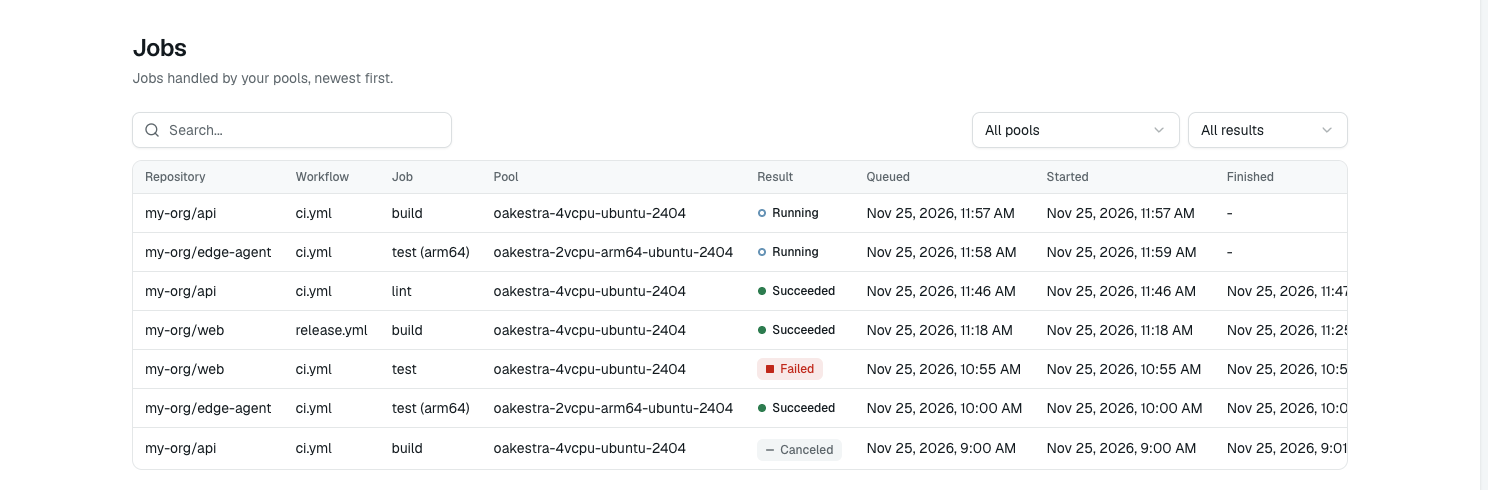 Jobs
Jobs handled by your pools, newest first.
Search...
All pools
All results
Repository Workflow Job Pool Result Queued Started Finished
my-org/api ci.yml build oakestra-4vcpu-ubuntu-2404 Running Nov 25, 2026, 11:57 AM Nov 25, 2026, 11:57 AM -
my-org/edge-agent ci.yml test (arm64) oakestra-2vcpu-arm64-ubuntu-2404 Running Nov 25, 2026, 11:58 AM Nov 25, 2026, 11:59 AM -
my-org/api ci.yml lint oakestra-4vcpu-ubuntu-2404 Succeeded Nov 25, 2026, 11:46 AM Nov 25, 2026, 11:46 AM Nov 25, 2026, 11:47
my-org/web release.yml build oakestra-4vcpu-ubuntu-2404 Succeeded Nov 25, 2026, 11:18 AM Nov 25, 2026, 11:18 AM Nov 25, 2026, 11:25
my-org/web ci.yml test oakestra-4vcpu-ubuntu-2404 Failed Nov 25, 2026, 10:55 AM Nov 25, 2026, 10:55 AM Nov 25, 2026, 10:5
my-org/edge-agent ci.yml test (arm64) oakestra-2vcpu-arm64-ubuntu-2404 Succeeded Nov 25, 2026, 10:00 AM Nov 25, 2026, 10:00 AM Nov 25, 2026, 10:0
my-org/api ci.yml build oakestra-4vcpu-ubuntu-2404 Canceled Nov 25, 2026, 9:00 AM Nov 25, 2026, 9:00 AM Nov 25, 2026, 9:01